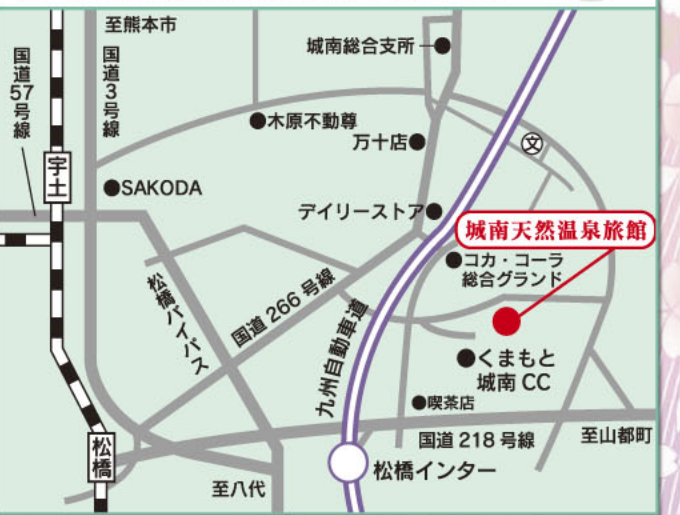 至熊本市
城南総合支所
国道57号線
国道3号線
木原不動尊
万十店
文
宇土
SAKODA
デイリーストア
城南天然温泉旅館
コカ・コーラ
総合グランド
松橋バイパス
国道266号線
九州自動車道
くまもと
城南CC
喫茶店
国道218号線
至山都町
松橋
松橋インター
至八代